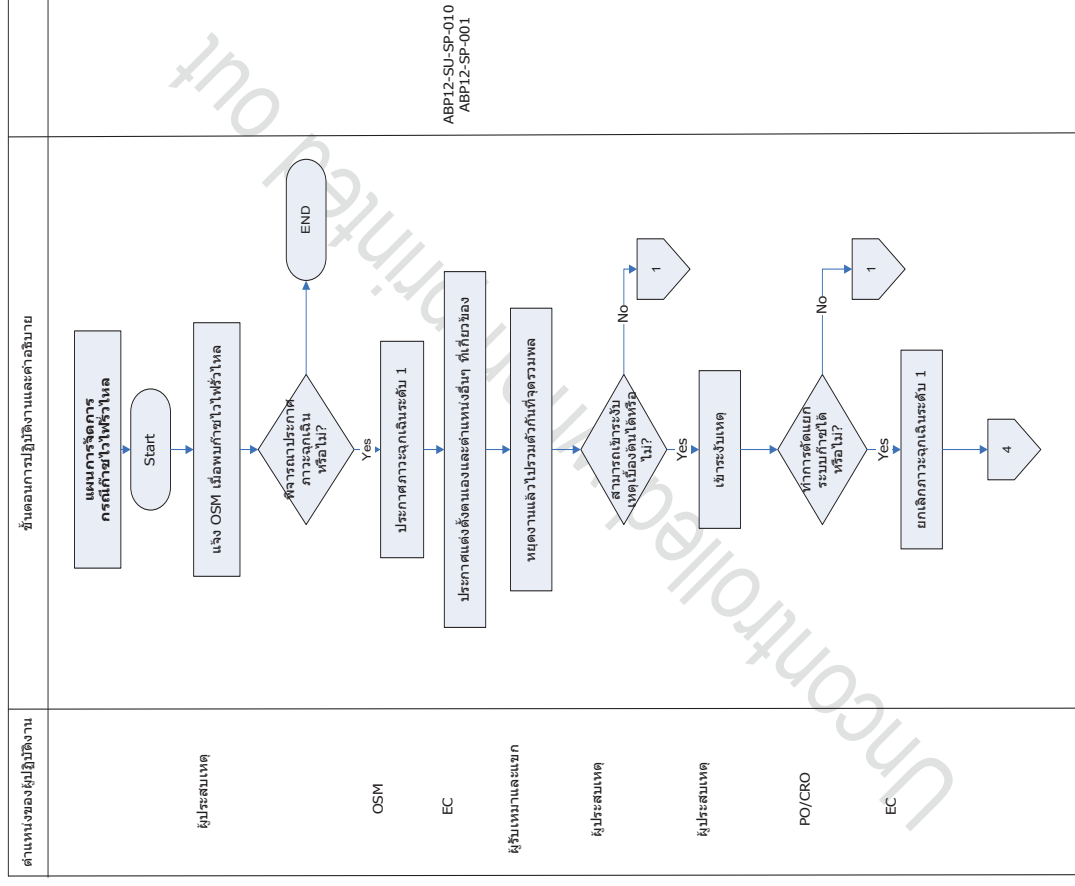 ตำแหน่งของผู้ปฏิบัติงาน
ขั้นตอนการปฏิบัติงานและคำอธิบาย
แผนการจัดการ
กรณีก๊าซไวไฟรั่วไหล
Start
ผู้ประสบเหตุ
แจ้ง OSM เมื่อพบก๊าซไวไฟรั่วไหล
พิจารณาประกาศ
ภาวะฉุกเฉิน
หรือไม่?
END
Yes
OSM
ประกาศภาวะฉุกเฉินระดับ 1
EC
ประกาศแต่งตั้งตนเองและตำแหน่งอื่นๆ ที่เกี่ยวข้อง
ABP12-SU-SP-010
ABP12-SP-001
ผู้รับเหมาและแขก
หยุดงานแล้วไปรวมตัวกันที่จุดรวมพล
ผู้ประสบเหตุ
สามารถเข้าระงับ
เหตุเบื้องต้นได้หรือ
ไม่?
No
1
Yes
ผู้ประสบเหตุ
เข้าระงับเหตุ
PO/CRO
ทำการตัดแยก
ระบบก๊าซได้
หรือไม่?
No
1
Yes
EC
ยกเลิกภาวะฉุกเฉินระดับ 1
4
Uncontrolled when printed out